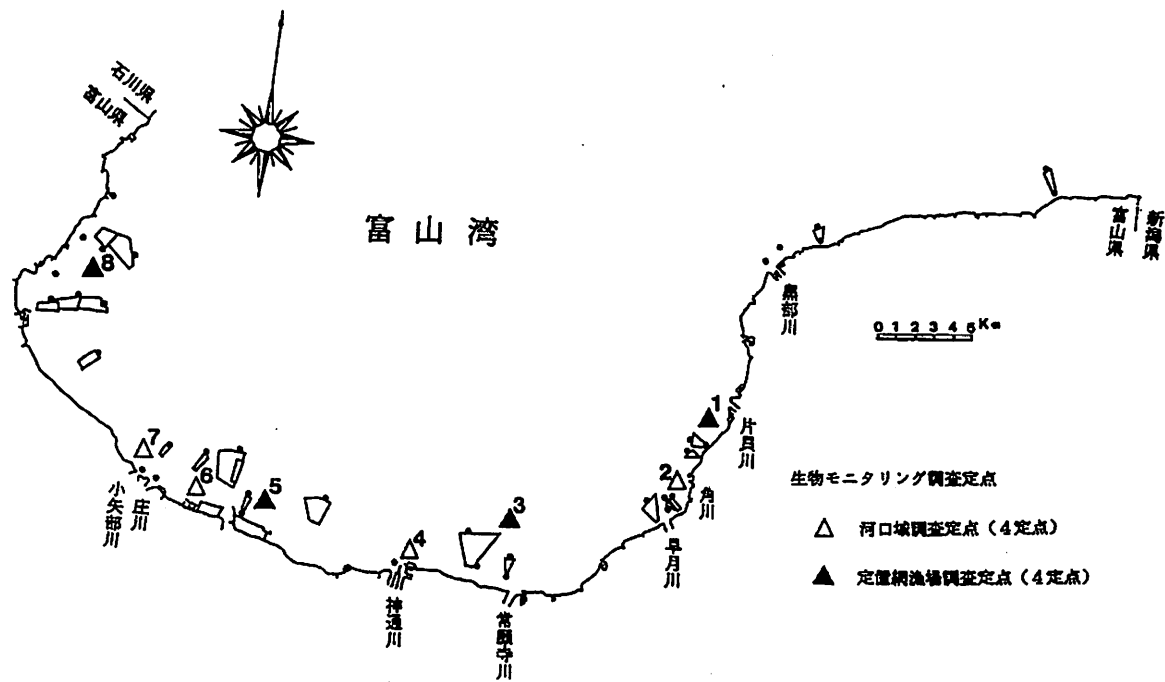 石川県
富山県
富山湾
新潟県
富山県
黒部川
0 1 2 3 4 5 Km
8
1
片貝川
7
2
角川
生物モニタリング調査定点
6
5
3
庄川
小矢部川
早月川
△ 河口域調査定点（4定点）
4
▲ 定置網漁場調査定点（4定点）
神通川
常願寺川